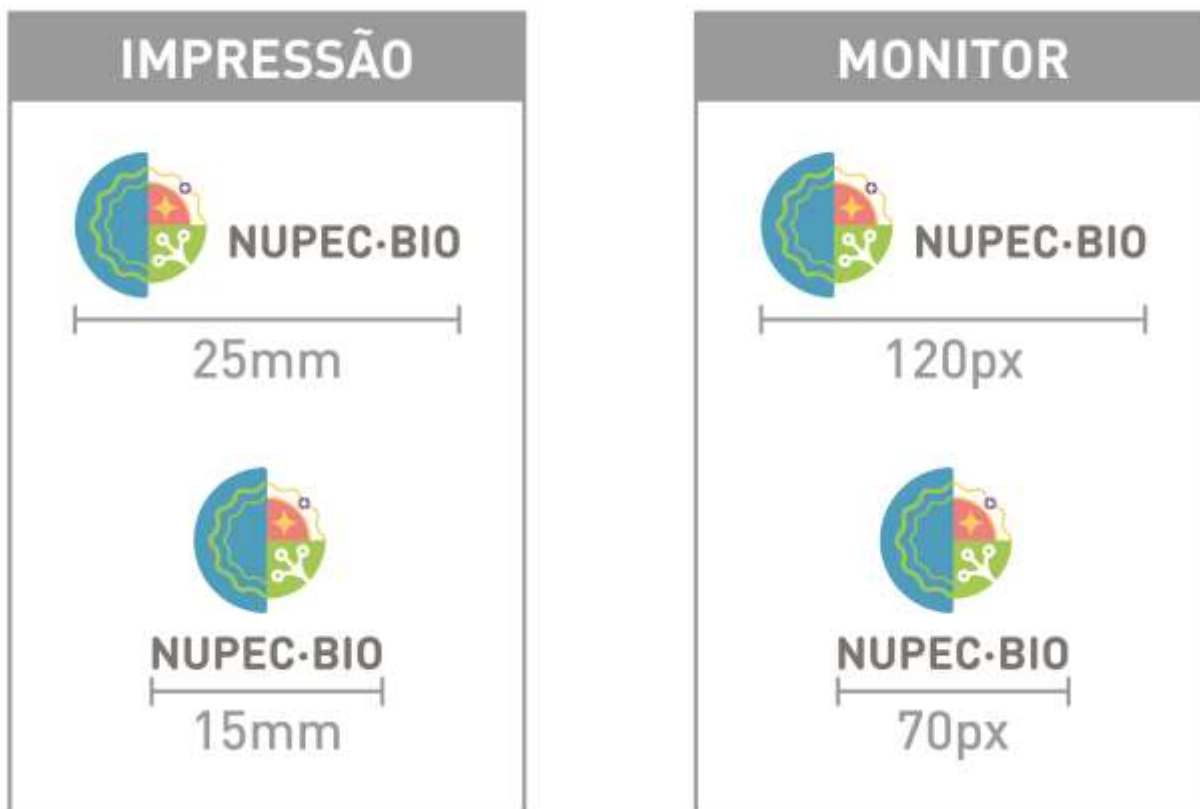 IMPRESSÃO
NUPEC·BIO
25mm
NUPEC·BIO
15mm
MONITOR
NUPEC·BIO
120px
NUPEC·BIO
70px